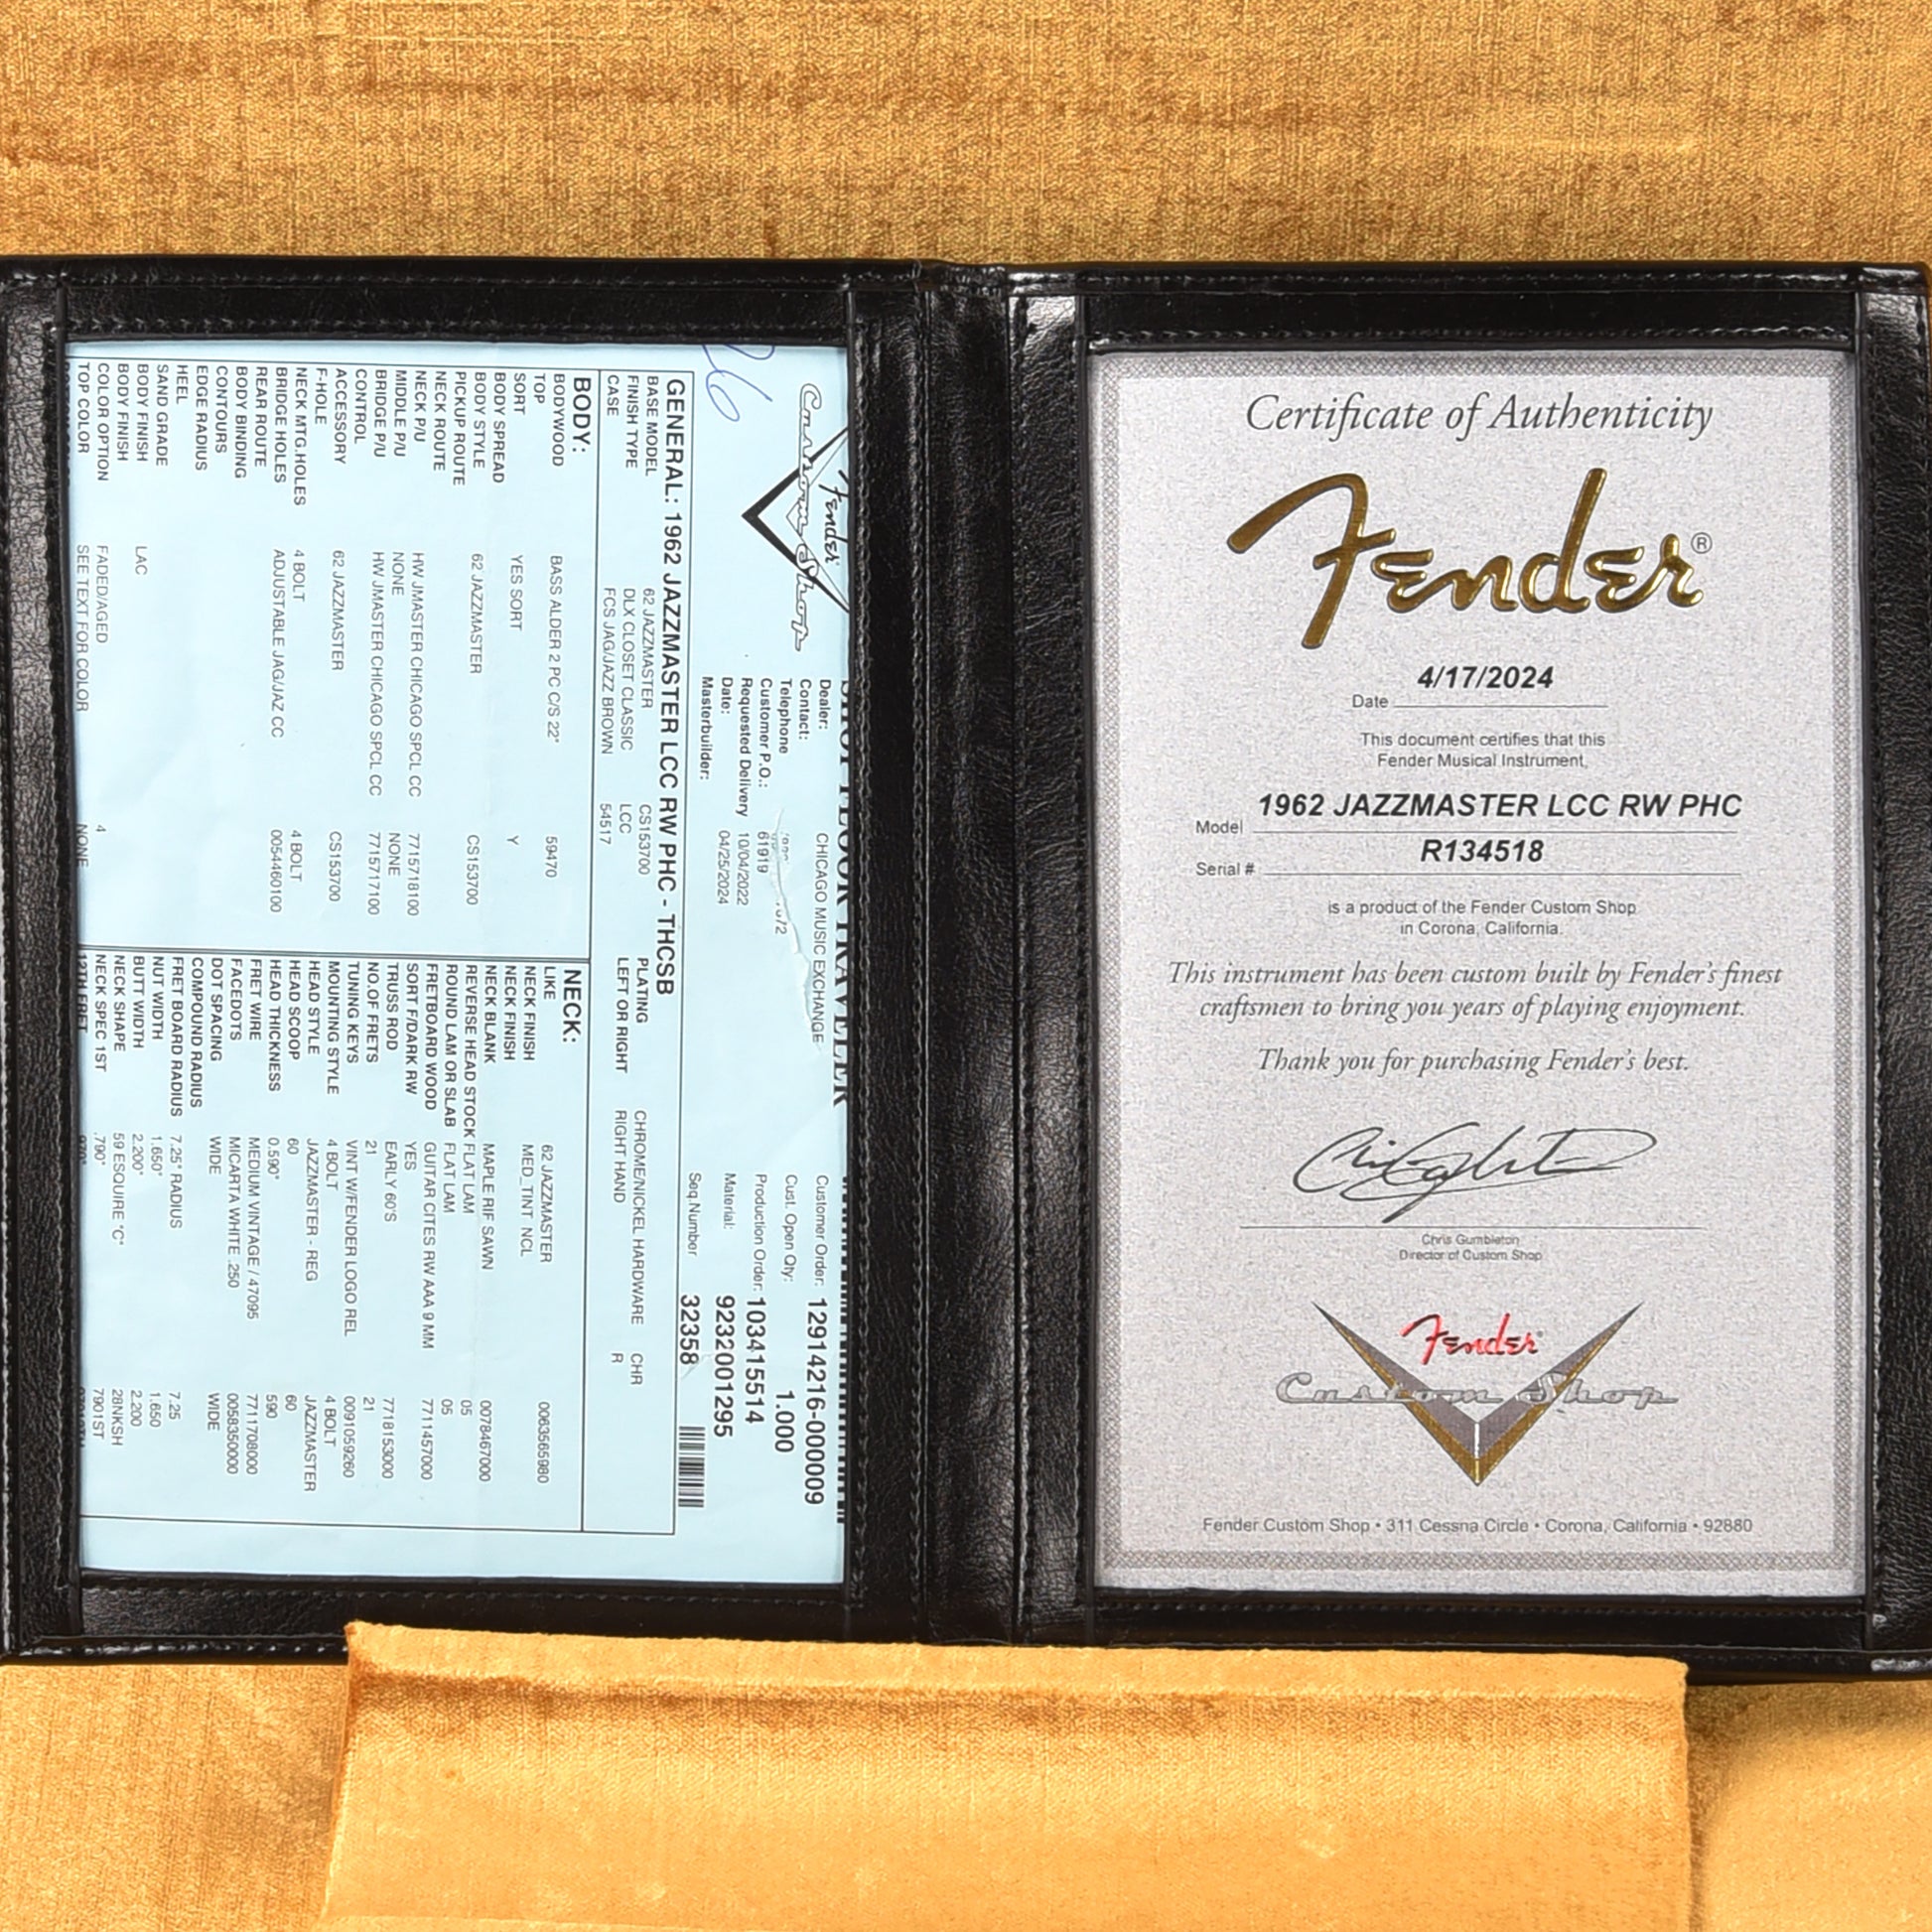 26
Fender
Custom Shop
SHOP FLOOR TRAVELER
Dealer: CHICAGO MUSIC EXCHANGE
Contact:
Telephone
Customer P.O.: 61919
Requested Delivery 10/04/2022
Date: 04/25/2024
Masterbuilder:
Customer Order: 12914216-000009
Cust. Open Qty: 1.000
Production Order: 103415514
Material: 9232001295
Seq.Number 32358
GENERAL: 1962 JAZZMASTER LCC RW PHC - THCSB
BASE MODEL 62 JAZZMASTER CS153700 PLATING CHROME/NICKEL HARDWARE CHR
FINISH TYPE DLX CLOSET CLASSIC LCC LEFT OR RIGHT RIGHT HAND R
CASE FCS JAG/JAZZ BROWN 54517
BODY:
BODYWOOD BASS ALDER 2 PC C/S 22" 59470
TOP
SORT YES SORT Y
BODY SPREAD
BODY STYLE 62 JAZZMASTER CS153700
PICKUP ROUTE
NECK ROUTE
NECK P/U HW JMASTER CHICAGO SPCL CC 7715718100
MIDDLE P/U NONE NONE
BRIDGE P/U HW JMASTER CHICAGO SPCL CC 7715717100
CONTROL
ACCESSORY 62 JAZZMASTER CS153700
F-HOLE
NECK MTG.HOLES 4 BOLT 4 BOLT
BRIDGE HOLES ADJUSTABLE JAG/JAZ CC 0054460100
REAR ROUTE
BODY BINDING
CONTOURS
EDGE RADIUS
HEEL
SAND GRADE
BODY FINISH LAC
BODY FINISH
COLOR OPTION FADED/AGED 4
TOP COLOR SEE TEXT FOR COLOR NONE
NECK:
LIKE 62 JAZZMASTER 0063565980
NECK FINISH MED_TINT_NCL
NECK FINISH
NECK BLANK MAPLE RIF SAWN 0078467000
REVERSE HEAD STOCK FLAT LAM 05
ROUND LAM OR SLAB FLAT LAM 05
FRETBOARD WOOD GUITAR CITES RW AAA 9 MM 7711457000
SORT F/DARK RW YES
TRUSS ROD EARLY 60'S 7718153000
NO.OF FRETS 21 21
TUNING KEYS VINT W/FENDER LOGO REL 0091059260
MOUNTING STYLE 4 BOLT 4 BOLT
HEAD STYLE JAZZMASTER - REG JAZZMASTER
HEAD SCOOP 60 60
HEAD THICKNESS 0.590" 590
FRET WIRE MEDIUM VINTAGE / 47095 7711708000
FACEDOTS MICARTA WHITE .250 0058350000
DOT SPACING WIDE WIDE
COMPOUND RADIUS
FRET BOARD RADIUS 7.25" RADIUS 7.25
NUT WIDTH 1.650" 1.650
BUTT WIDTH 2.200" 2.200
NECK SHAPE 59 ESQUIRE "C" 28NKSH
NECK SPEC 1ST .790" 7901ST
12TH FRET
Certificate of Authenticity
Fender®
4/17/2024
Date
This document certifies that this
Fender Musical Instrument,
1962 JAZZMASTER LCC RW PHC
Model
R134518
Serial #
is a product of the Fender Custom Shop
in Corona, California.
This instrument has been custom built by Fender's finest
craftsmen to bring you years of playing enjoyment.
Thank you for purchasing Fender's best.
Chris Gumbleton
Director of Custom Shop
Fender
Custom Shop
Fender Custom Shop • 311 Cessna Circle • Corona, California • 92880